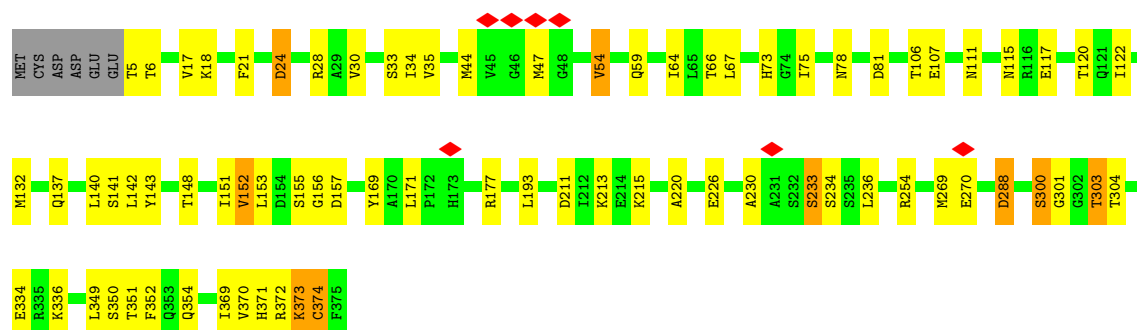 MET CYS ASP ASP GLU GLU T5 T6 V17 K18 F21 D24 R28 A29 V30 S33 I34 V35 M44 V45 G46 M47 G48 V54 Q59 I64 L65 T66 L67 H73 G74 I75 N78 D81 T106 E107 N111 N115 R116 E117 T120 Q121 I122
M132 Q137 L140 S141 L142 Y143 T148 I151 V152 L153 D154 S155 G156 D157 Y169 A170 L171 P172 H173 R177 L193 D211 I212 K213 E214 K215 A220 E226 A230 A231 S232 S233 S234 S235 L236 R254 M269 E270 D288 S300 G301 G302 T303 T304
E334 R335 K336 L349 S350 T351 F352 Q353 Q354 I369 V370 H371 R372 K373 C374 F375